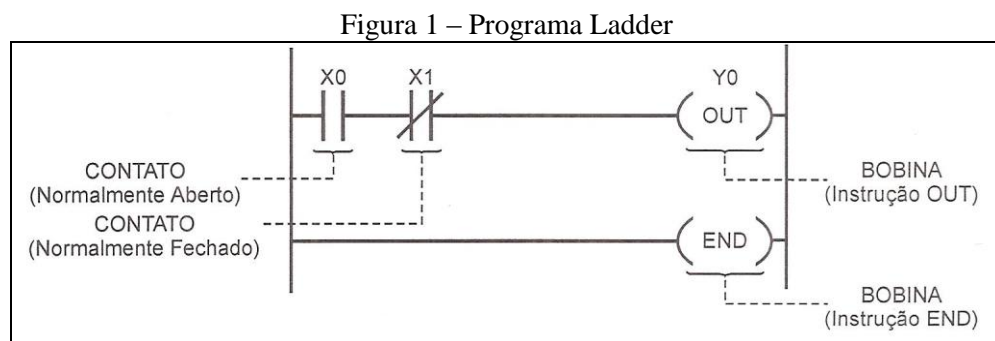 Figura 1 – Programa Ladder
X0
X1
Y0
OUT
CONTATO
(Normalmente Aberto)
CONTATO
(Normalmente Fechado)
BOBINA
(Instrução OUT)
END
BOBINA
(Instrução END)